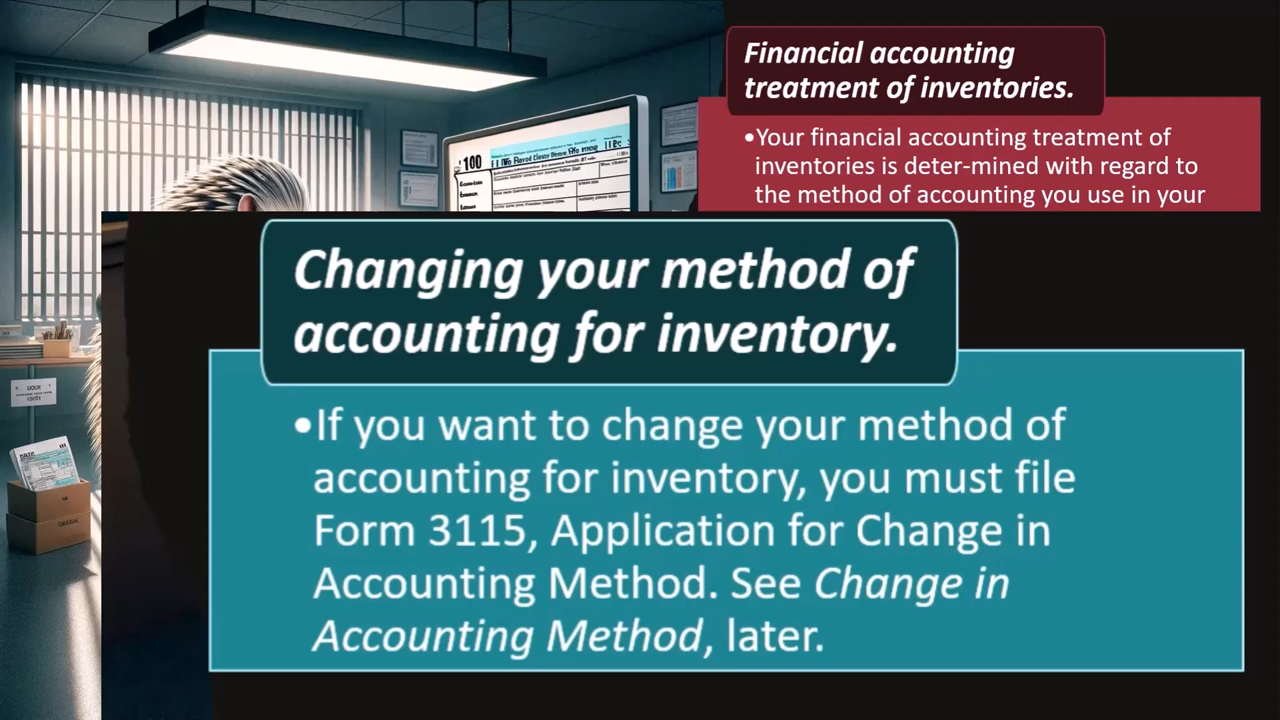 Financial accounting
treatment of inventories.
•Your financial accounting treatment of
inventories is deter-mined with regard to
the method of accounting you use in your
Changing your method of
accounting for inventory.
•If you want to change your method of
accounting for inventory, you must file
Form 3115, Application for Change in
Accounting Method. See Change in
Accounting Method, later.
100